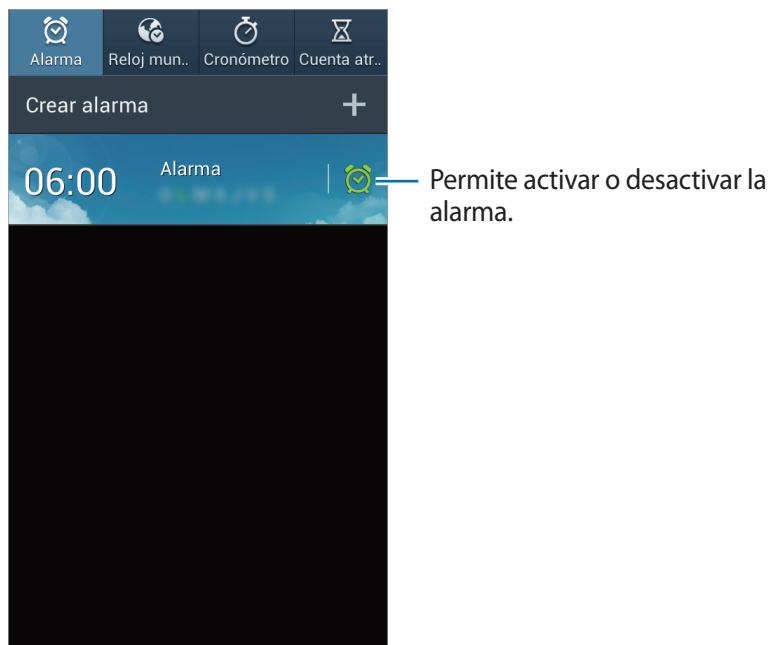 Alarma
Reloj mun..
Cronómetro
Cuenta atr..
Crear alarma
06:00
Alarma
Permite activar o desactivar la
alarma.